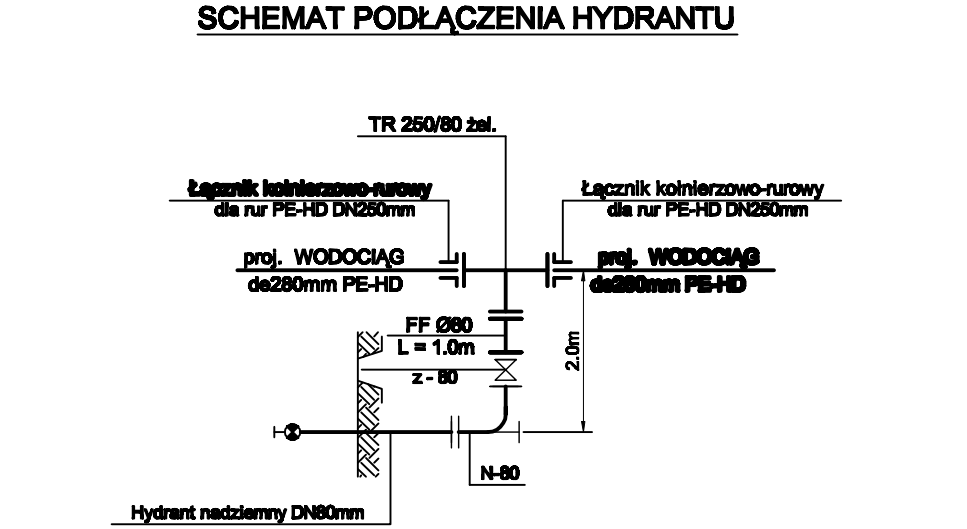 SCHEMAT PODŁĄCZENIA HYDRANTU
TR 250/80 żel.
Łącznik kołnierzowo-rurowy
dla rur PE-HD DN250mm
Łącznik kołnierzowo-rurowy
dla rur PE-HD DN250mm
proj. WODOCIĄG
de280mm PE-HD
proj. WODOCIĄG
de280mm PE-HD
FF Ø80
L = 1.0m
z - 80
2.0m
N-80
Hydrant nadziemny DN80mm